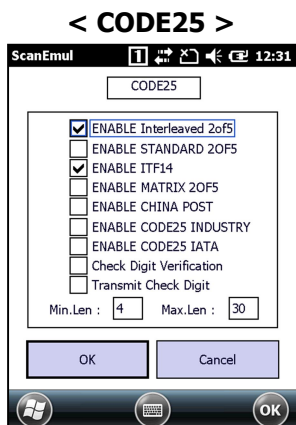 < CODE25 >
ScanEmul 1 12:31
CODE25
ENABLE Interleaved 2of5
ENABLE STANDARD 2OF5
ENABLE ITF14
ENABLE MATRIX 2OF5
ENABLE CHINA POST
ENABLE CODE25 INDUSTRY
ENABLE CODE25 IATA
Check Digit Verification
Transmit Check Digit
Min.Len : 4 Max.Len : 30
OK Cancel
OK